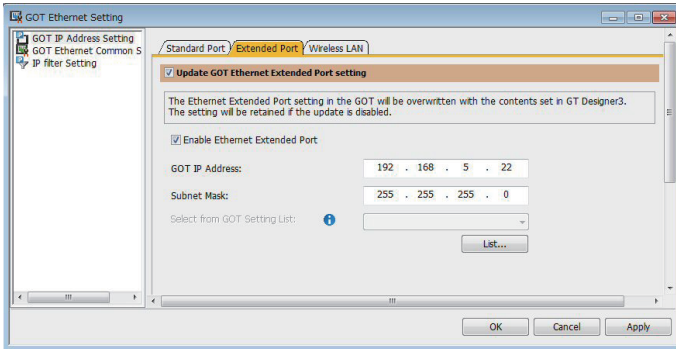 GOT Ethernet Setting
GOT IP Address Setting
GOT Ethernet Common S
IP filter Setting
Standard Port Extended Port Wireless LAN
Update GOT Ethernet Extended Port setting
The Ethernet Extended Port setting in the GOT will be overwritten with the contents set in GT Designer3.
The setting will be retained if the update is disabled.
Enable Ethernet Extended Port
GOT IP Address: 192 . 168 . 5 . 22
Subnet Mask: 255 . 255 . 255 . 0
Select from GOT Setting List:
List...
OK Cancel Apply